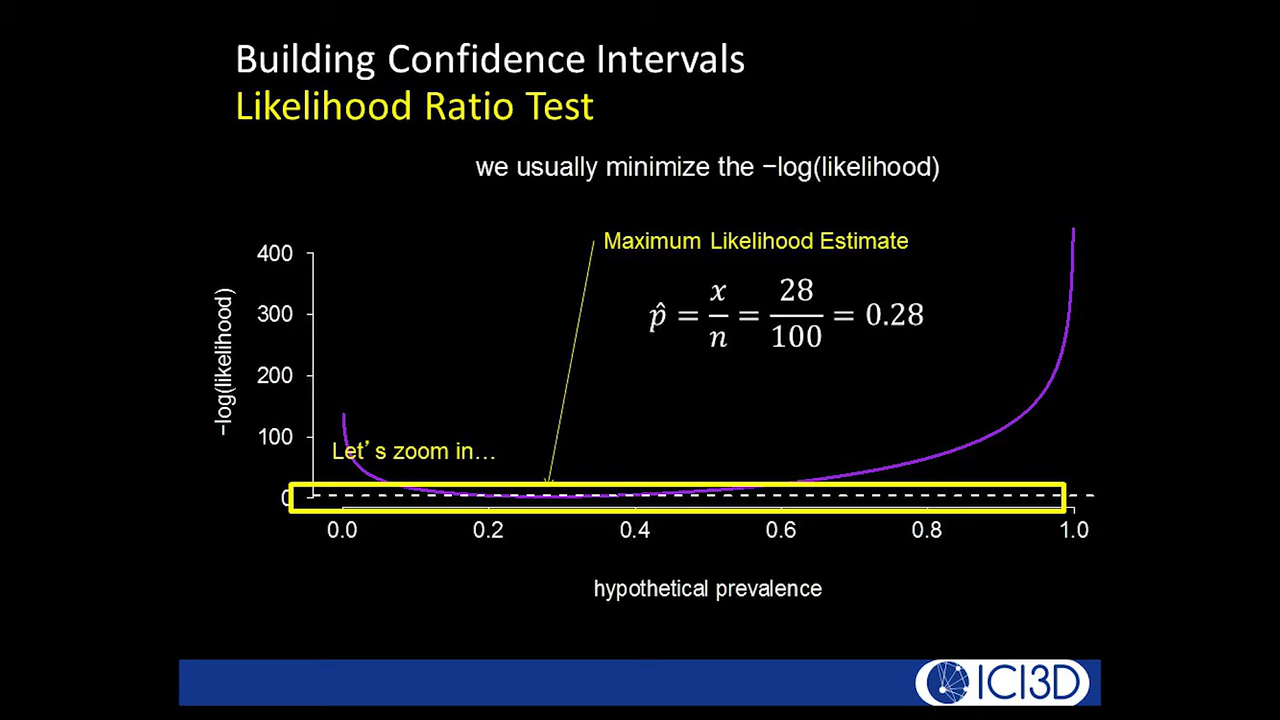 Building Confidence Intervals
Likelihood Ratio Test
we usually minimize the −log(likelihood)
Maximum Likelihood Estimate
p̂ = x/n = 28/100 = 0.28
Let's zoom in…
−log(likelihood)
400
300
200
100
0
0.0 0.2 0.4 0.6 0.8 1.0
hypothetical prevalence
ICI3D